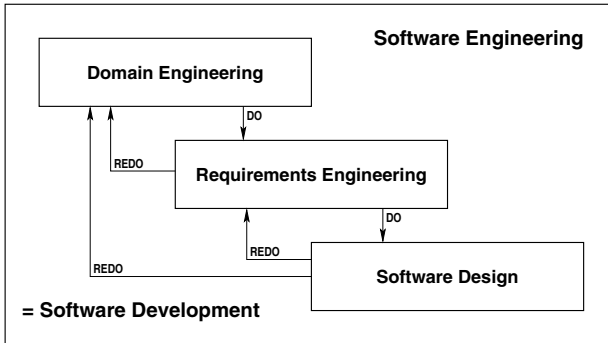 Software Engineering
Domain Engineering
DO
REDO
Requirements Engineering
DO
REDO
REDO
Software Design
= Software Development